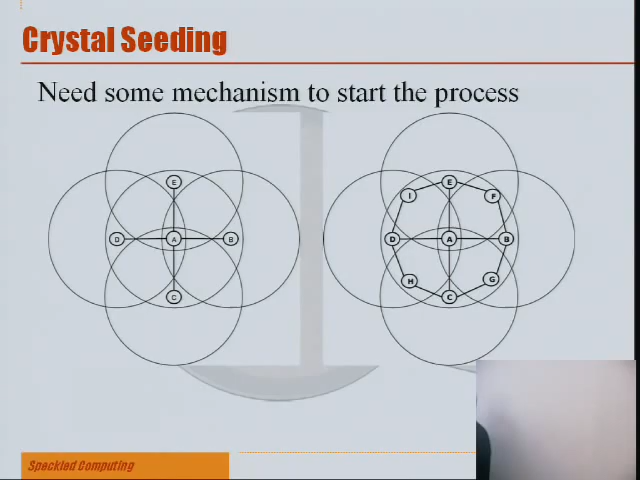 Crystal Seeding
Need some mechanism to start the process
E
D A B
C
E
I F
D A B
H G
C
Speckled Computing